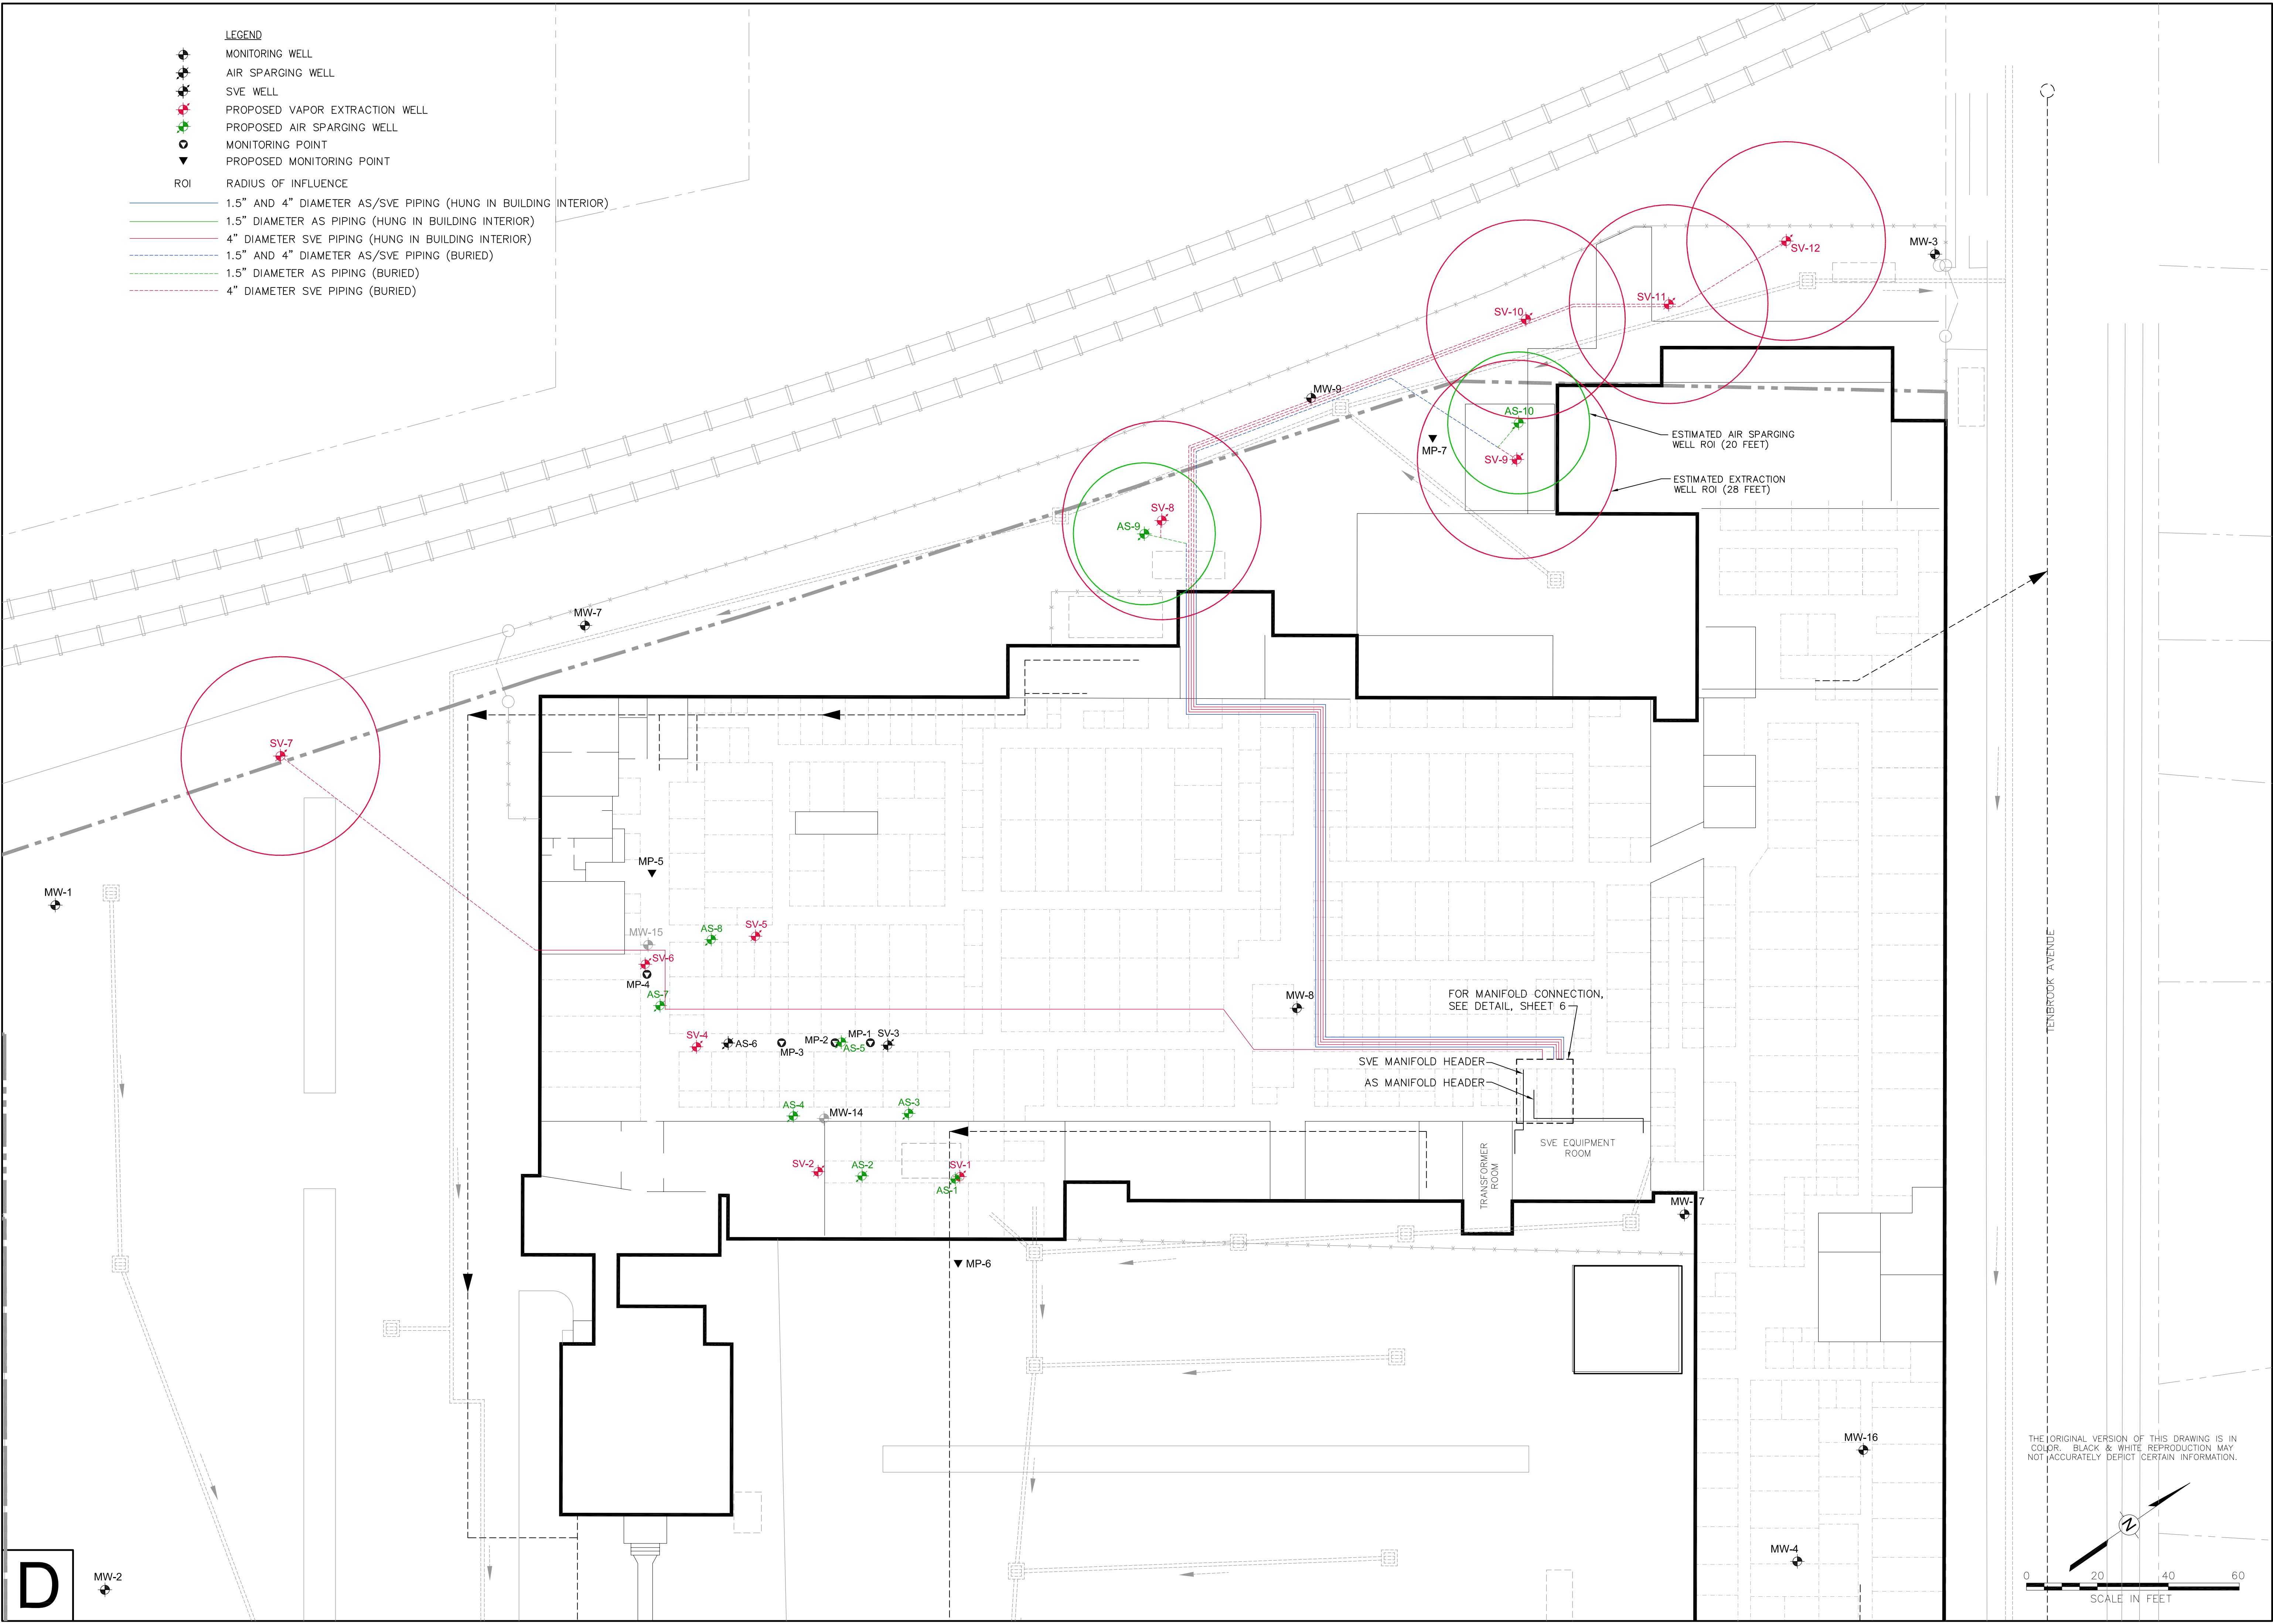 LEGEND
MONITORING WELL
AIR SPARGING WELL
SVE WELL
PROPOSED VAPOR EXTRACTION WELL
PROPOSED AIR SPARGING WELL
MONITORING POINT
PROPOSED MONITORING POINT
ROI RADIUS OF INFLUENCE
1.5" AND 4" DIAMETER AS/SVE PIPING (HUNG IN BUILDING INTERIOR)
1.5" DIAMETER AS PIPING (HUNG IN BUILDING INTERIOR)
4" DIAMETER SVE PIPING (HUNG IN BUILDING INTERIOR)
1.5" AND 4" DIAMETER AS/SVE PIPING (BURIED)
1.5" DIAMETER AS PIPING (BURIED)
4" DIAMETER SVE PIPING (BURIED)
SV-12
MW-3
SV-11
SV-10
MW-9
AS-10
MP-7
SV-9
ESTIMATED AIR SPARGING
WELL ROI (20 FEET)
ESTIMATED EXTRACTION
WELL ROI (28 FEET)
SV-8
AS-9
MW-7
SV-7
MP-5
MW-1
MW-15
AS-8
SV-5
SV-6
MP-4
AS-7
MW-8
FOR MANIFOLD CONNECTION,
SEE DETAIL, SHEET 6
SV-4
AS-6
MP-3
MP-2
MP-1
AS-5
SV-3
SVE MANIFOLD HEADER
AS MANIFOLD HEADER
AS-4
MW-14
AS-3
SV-2
AS-2
SV-1
AS-1
TRANSFORMER
ROOM
SVE EQUIPMENT
ROOM
MW-17
MP-6
TENBROOK AVENUE
MW-16
THE ORIGINAL VERSION OF THIS DRAWING IS IN
COLOR. BLACK & WHITE REPRODUCTION MAY
NOT ACCURATELY DEPICT CERTAIN INFORMATION.
N
MW-4
0 20 40 60
SCALE IN FEET
D
MW-2